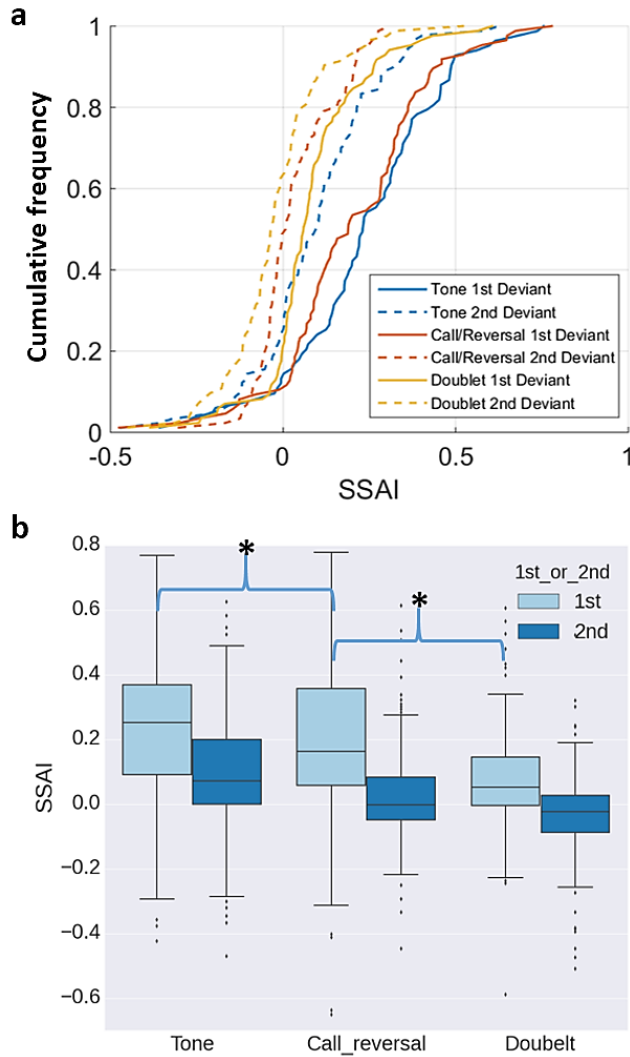 a
1
0.8
0.6
0.4
0.2
0
Cumulative frequency
Tone 1st Deviant
Tone 2nd Deviant
Call/Reversal 1st Deviant
Call/Reversal 2nd Deviant
Doublet 1st Deviant
Doublet 2nd Deviant
-0.5
0
0.5
1
SSAI
b
0.8
0.6
0.4
0.2
0.0
−0.2
−0.4
−0.6
SSAI
*
*
1st_or_2nd
1st
2nd
Tone
Call_reversal
Doubelt